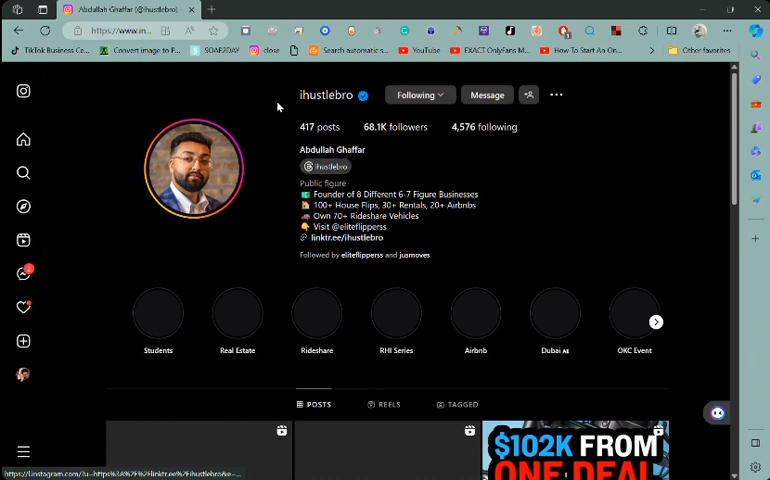 Abdullah Ghaffar (@ihustlebro) ·
https://www.in...
TikTok Business Ce... Convert image to F... SOAP2DAY close Search automatic s... YouTube EXACT OnlyFans M... How To Start An On... Other favorites
ihustlebro Following Message
417 posts 68.1K followers 4,576 following
Abdullah Ghaffar
ihustlebro
Public figure
💵 Founder of 8 Different 6-7 Figure Businesses
🏠 100+ House Flips, 30+ Rentals, 20+ Airbnbs
🚗 Own 70+ Rideshare Vehicles
👇 Visit @eliteflipperss
linktr.ee/ihustlebro
Followed by eliteflipperss and jusmoves
Students Real Estate Rideshare RHI Series Airbnb Dubai 🇦🇪 OKC Event
POSTS REELS TAGGED
$102K FROM
ONE DEAL